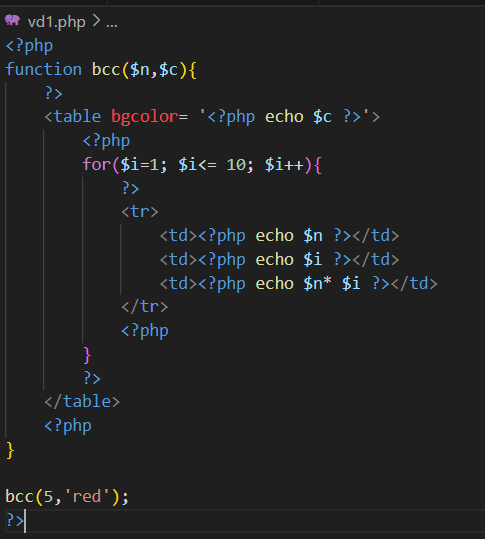 vd1.php > ...
<?php
function bcc($n,$c){
    ?>
    <table bgcolor= '<?php echo $c ?>'>
        <?php
        for($i=1; $i<= 10; $i++){
            ?>
            <tr>
                <td><?php echo $n ?></td>
                <td><?php echo $i ?></td>
                <td><?php echo $n* $i ?></td>
            </tr>
            <?php
        }
        ?>
    </table>
    <?php
}

bcc(5,'red');
?>